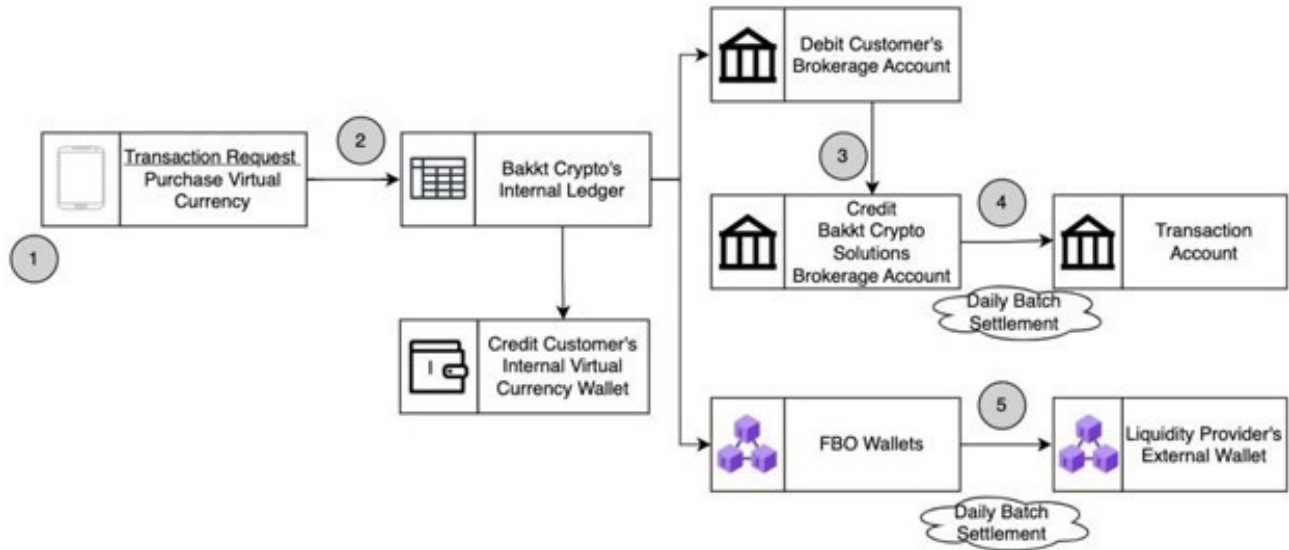 Debit Customer's
Brokerage Account
2
Transaction Request
Purchase Virtual
Currency
Bakkt Crypto's
Internal Ledger
3
1
Credit
Bakkt Crypto
Solutions
Brokerage Account
4
Transaction
Account
Daily Batch
Settlement
Credit Customer's
Internal Virtual
Currency Wallet
FBO Wallets
5
Liquidity Provider's
External Wallet
Daily Batch
Settlement